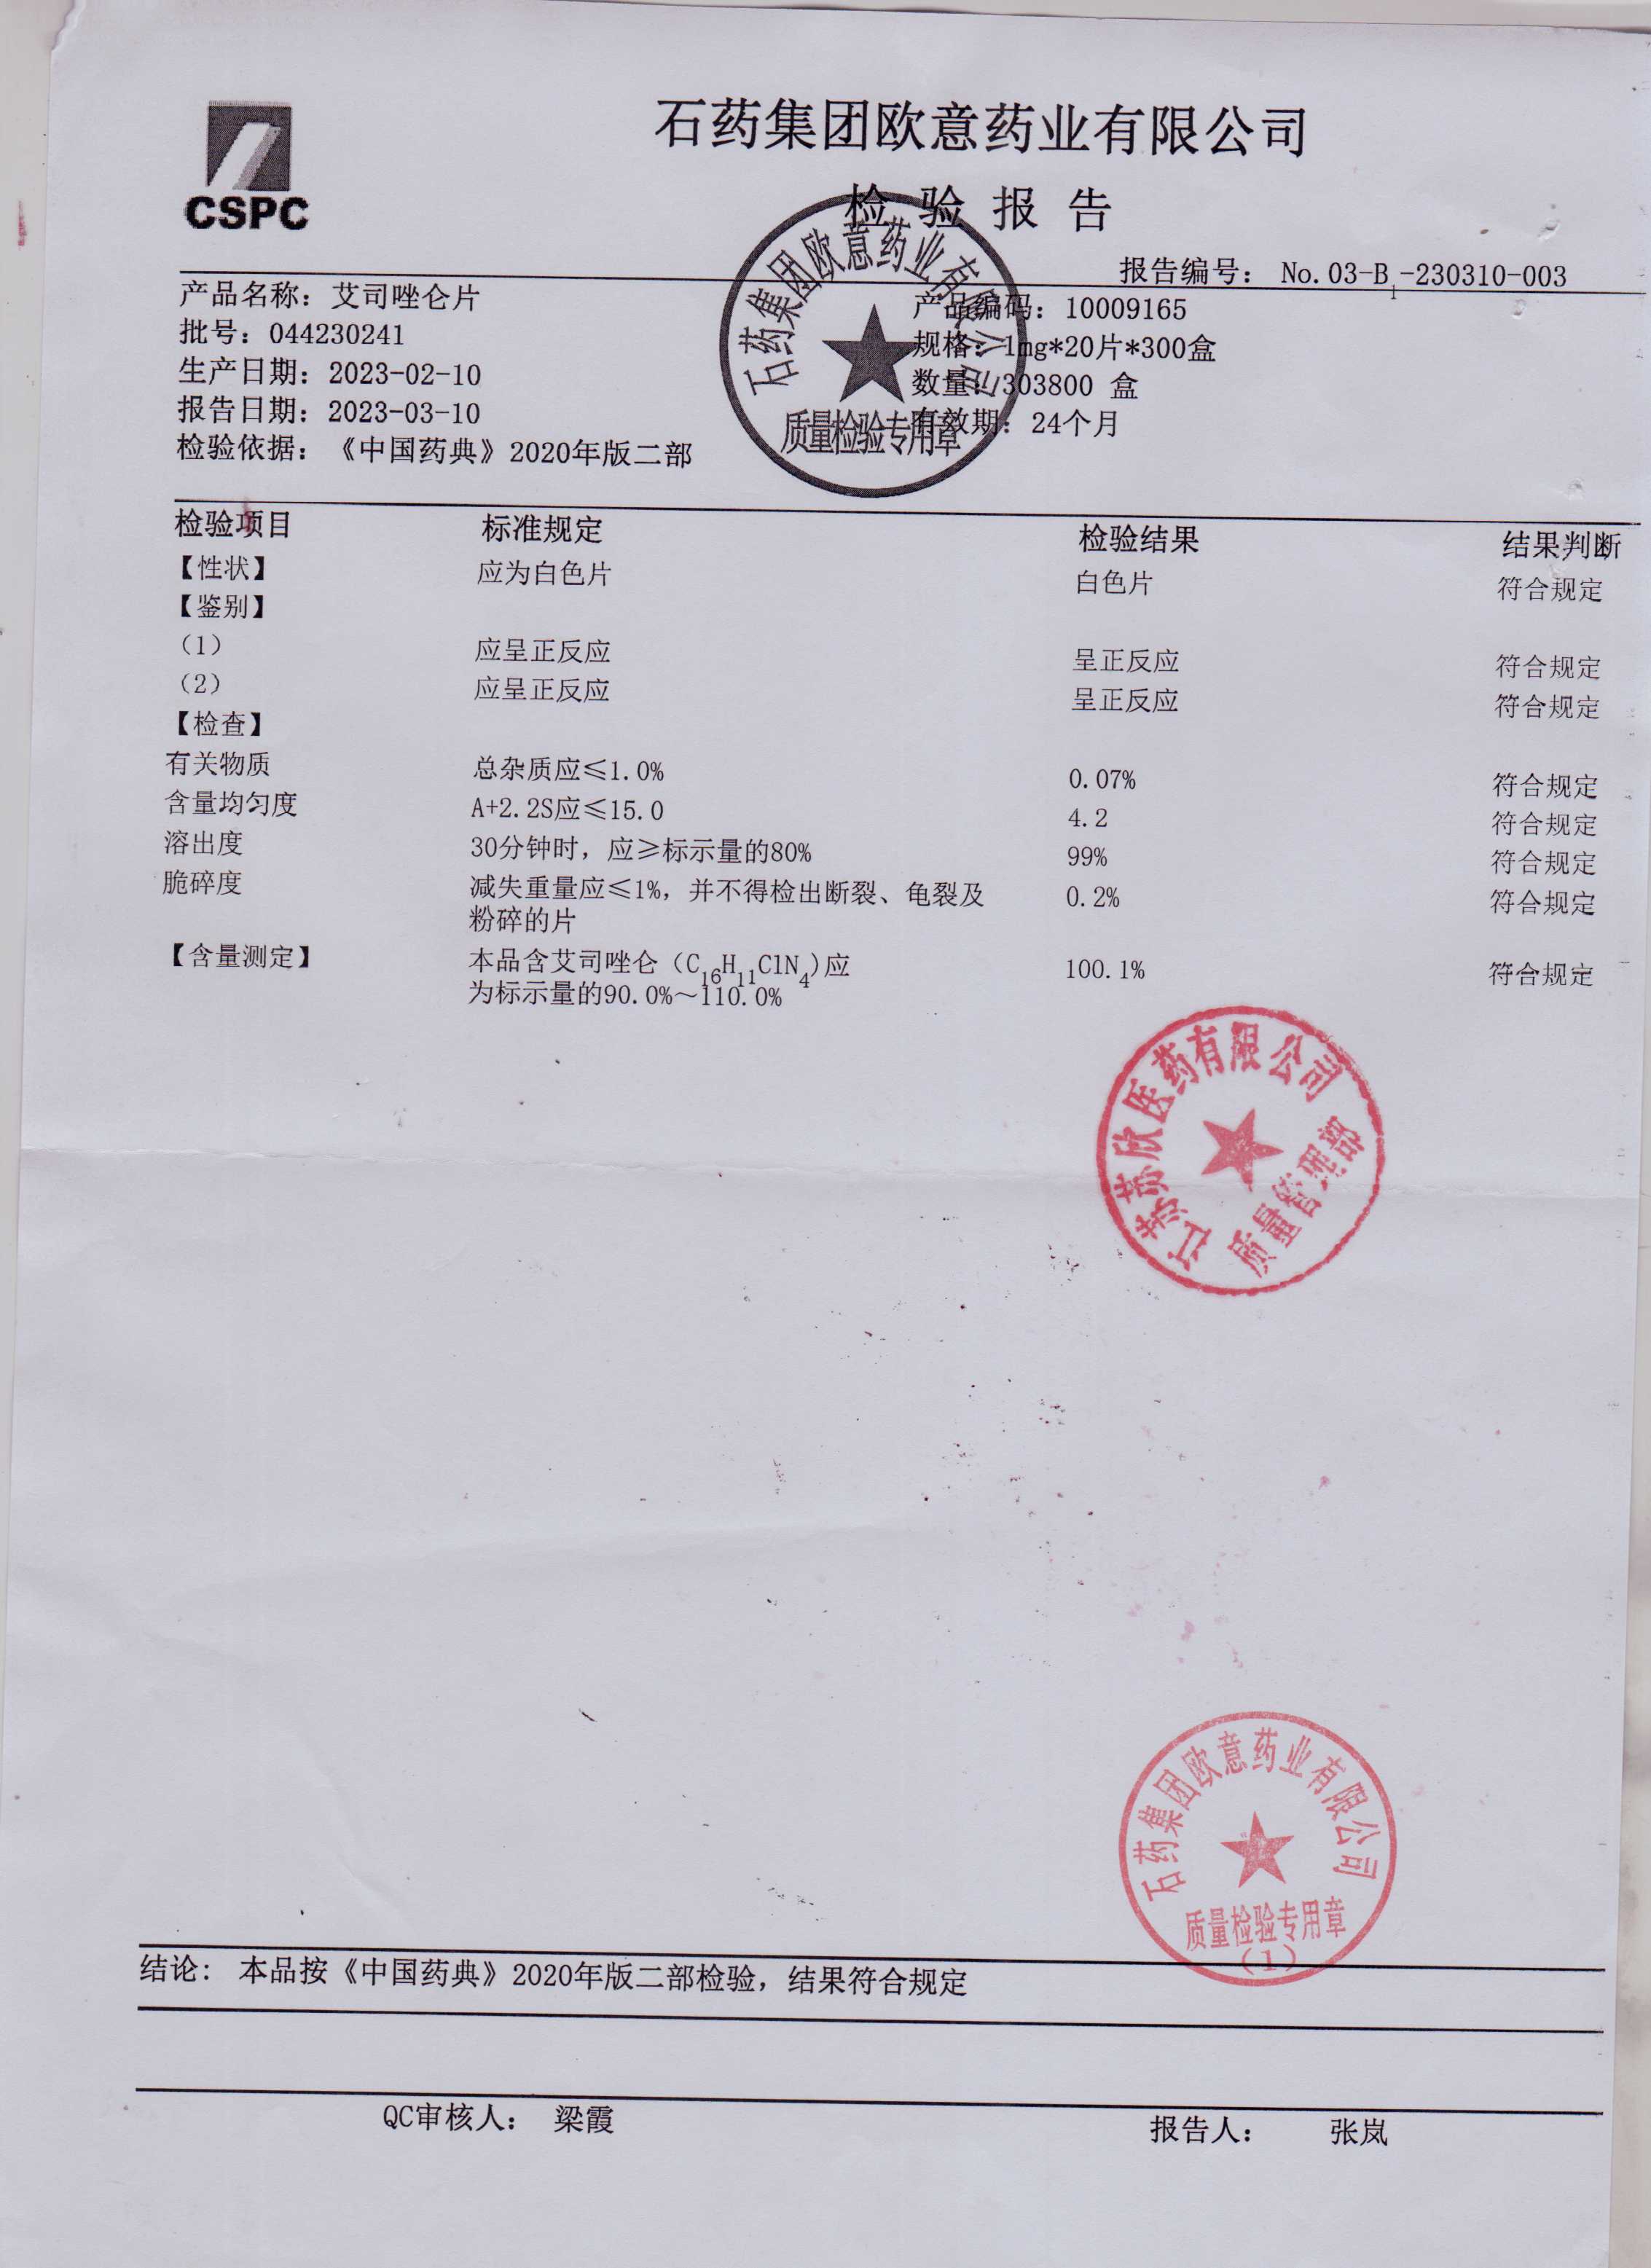 CSPC
石药集团欧意药业有限公司
检验报告
报告编号： No.03-B1-230310-003
产品名称：艾司唑仑片
产品编码：10009165
批号：044230241
规格：1mg*20片*300盒
生产日期：2023-02-10
数量：303800 盒
报告日期：2023-03-10
有效期：24个月
检验依据：《中国药典》2020年版二部
石药集团欧意药业有限公司
质量检验专用章
检验项目 标准规定 检验结果 结果判断
【性状】 应为白色片 白色片 符合规定
【鉴别】
（1） 应呈正反应 呈正反应 符合规定
（2） 应呈正反应 呈正反应 符合规定
【检查】
有关物质 总杂质应≤1.0% 0.07% 符合规定
含量均匀度 A+2.2S应≤15.0 4.2 符合规定
溶出度 30分钟时，应≥标示量的80% 99% 符合规定
脆碎度 减失重量应≤1%，并不得检出断裂、龟裂及 0.2% 符合规定
粉碎的片
【含量测定】 本品含艾司唑仑（C16H11ClN4)应 100.1% 符合规定
为标示量的90.0%～110.0%
江苏苏欣医药有限公司
质量管理部
石药集团欧意药业有限公司
质量检验专用章
（1）
结论： 本品按《中国药典》2020年版二部检验，结果符合规定
QC审核人： 梁霞 报告人： 张岚